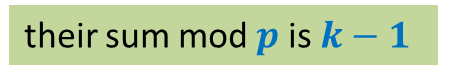 their sum mod p is k − 1